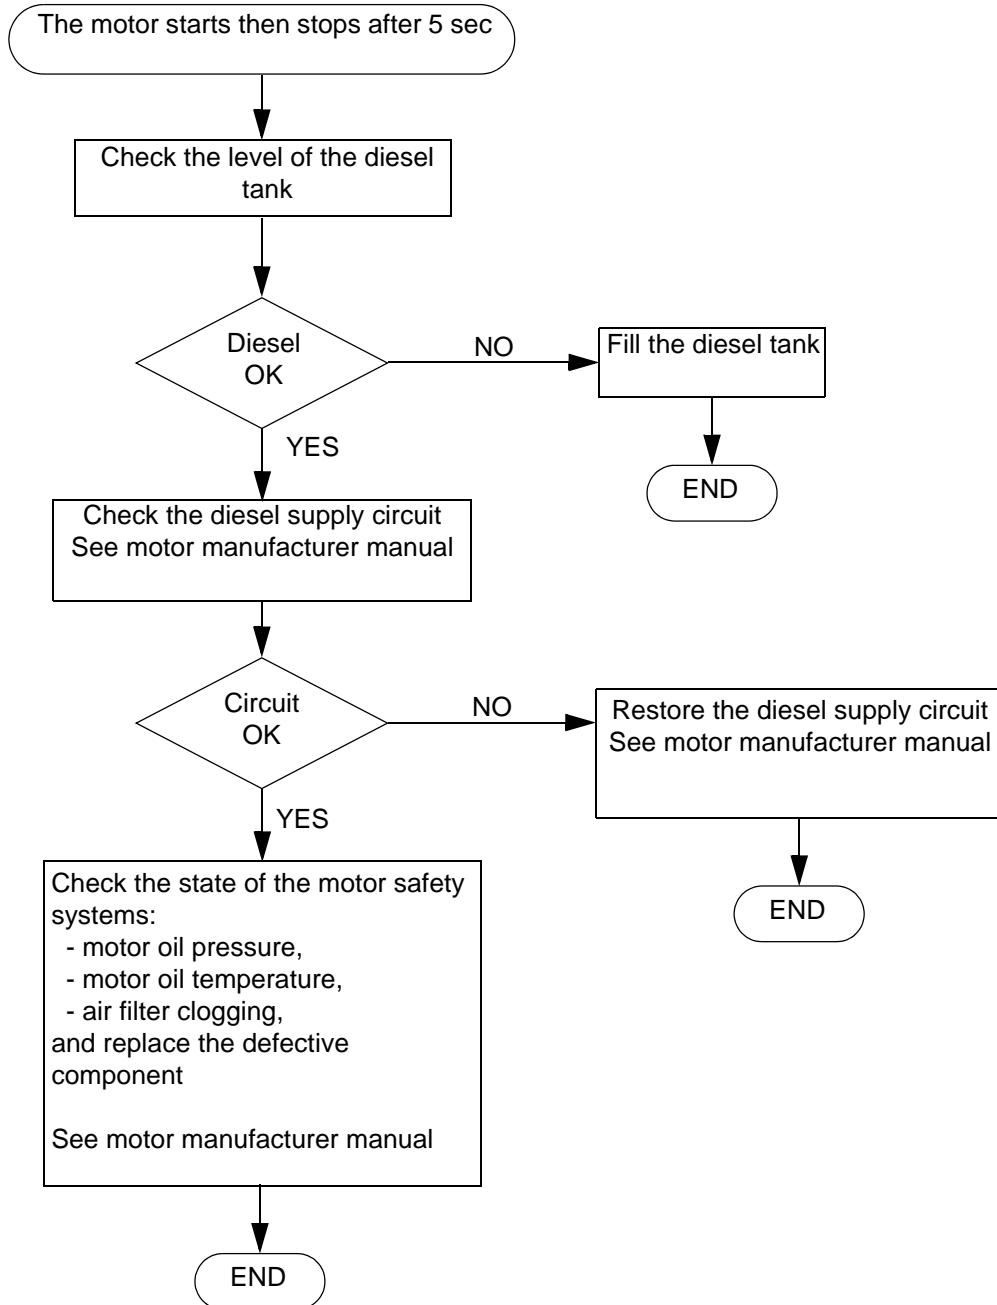 The motor starts then stops after 5 sec
Check the level of the diesel
tank
Diesel
OK
NO
Fill the diesel tank
END
YES
Check the diesel supply circuit
See motor manufacturer manual
Circuit
OK
NO
Restore the diesel supply circuit
See motor manufacturer manual
END
YES
Check the state of the motor safety
systems:
- motor oil pressure,
- motor oil temperature,
- air filter clogging,
and replace the defective
component
See motor manufacturer manual
END